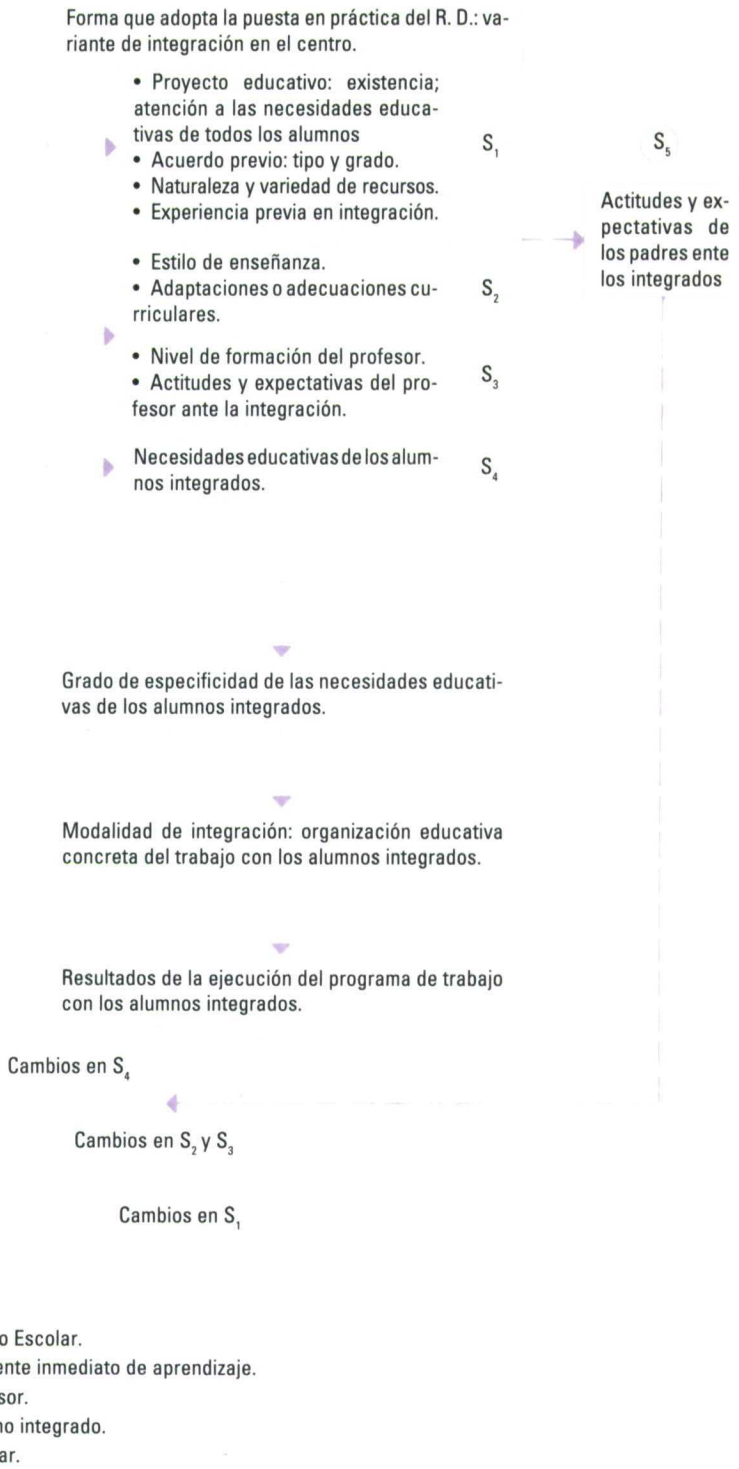 Forma que adopta la puesta en práctica del R. D.: va-
riante de integración en el centro.
• Proyecto educativo: existencia;
atención a las necesidades educa-
tivas de todos los alumnos
• Acuerdo previo: tipo y grado.
• Naturaleza y variedad de recursos.
• Experiencia previa en integración.
S₁
• Estilo de enseñanza.
• Adaptaciones o adecuaciones cu-
rriculares.
S₂
• Nivel de formación del profesor.
• Actitudes y expectativas del pro-
fesor ante la integración.
S₃
Necesidades educativas de los alum-
nos integrados.
S₄
S₅
Actitudes y ex-
pectativas de
los padres ente
los integrados
Grado de especificidad de las necesidades educati-
vas de los alumnos integrados.
Modalidad de integración: organización educativa
concreta del trabajo con los alumnos integrados.
Resultados de la ejecución del programa de trabajo
con los alumnos integrados.
Cambios en S₄
Cambios en S₂ y S₃
Cambios en S₁
o Escolar.
ente inmediato de aprendizaje.
sor.
no integrado.
ar.